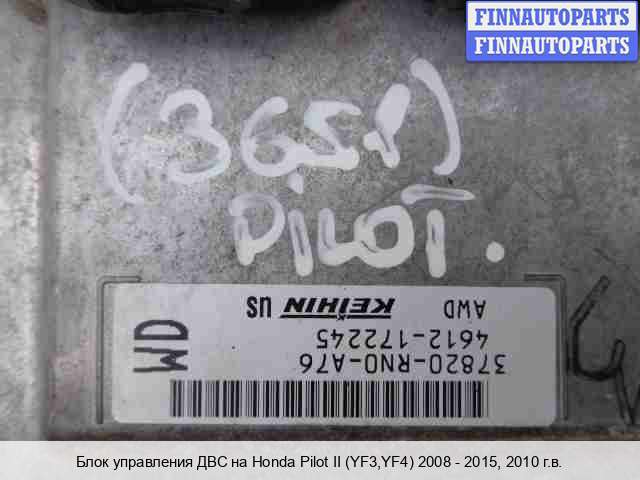 FINNAUTOPARTS
FINNAUTOPARTS
PILOT.
37820-RN0-A76
4612-172245
AWD KEIHIN US
WD
Блок управления ДВС на Honda Pilot II (YF3,YF4) 2008 - 2015, 2010 г.в.